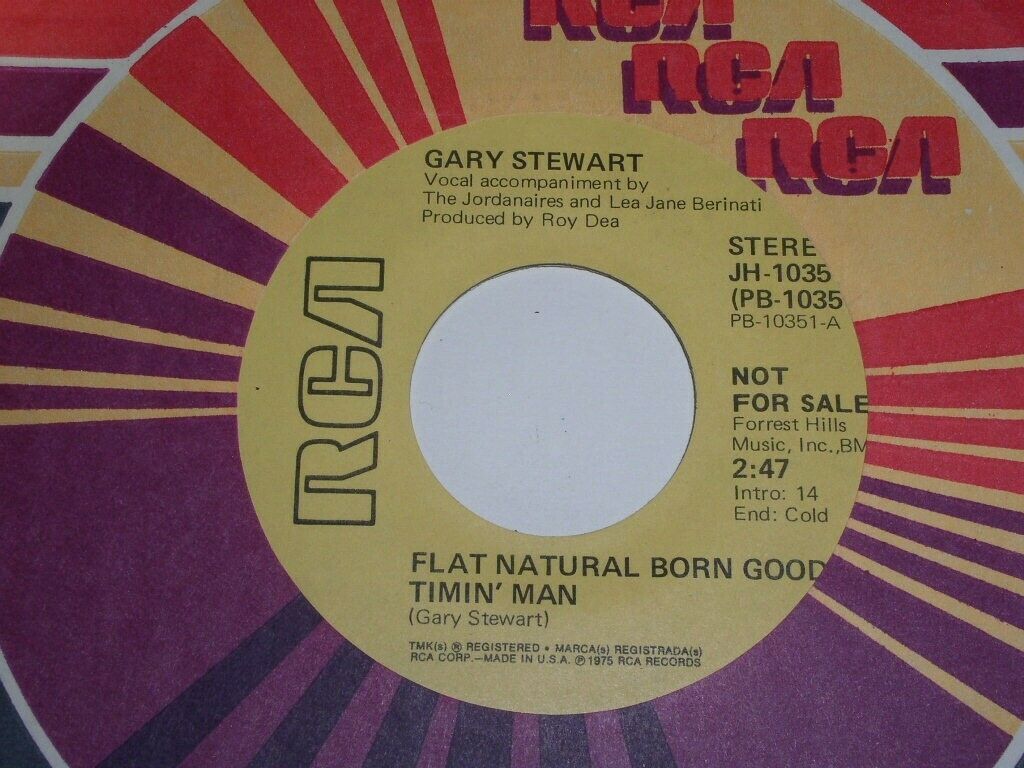 RCA
RCA
RCA
GARY STEWART
Vocal accompaniment by
The Jordanaires and Lea Jane Berinati
Produced by Roy Dea
RCA
STERE
JH-1035
(PB-1035
PB-10351-A
NOT
FOR SALE
Forrest Hills
Music, Inc.,BM
2:47
Intro: 14
End: Cold
FLAT NATURAL BORN GOOD
TIMIN' MAN
(Gary Stewart)
TMK(s) ® REGISTERED • MARCA(s) REGISTRADA(s)
RCA CORP.—MADE IN U.S.A. ℗ 1975 RCA RECORDS